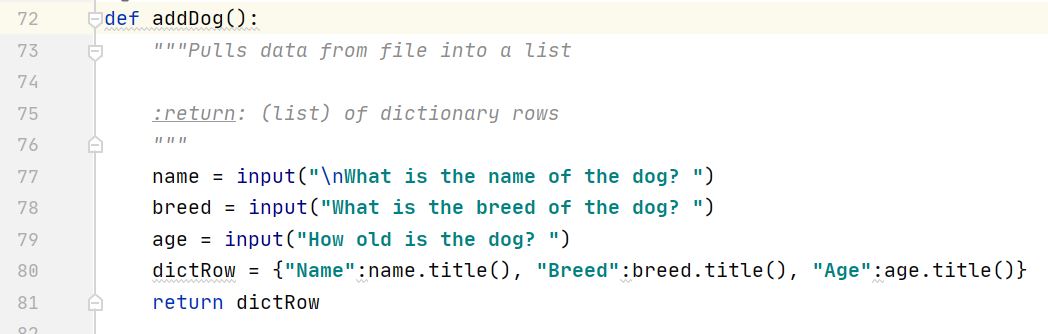 72 def addDog():
73 """Pulls data from file into a list
74
75 :return: (list) of dictionary rows
76 """
77 name = input("\nWhat is the name of the dog? ")
78 breed = input("What is the breed of the dog? ")
79 age = input("How old is the dog? ")
80 dictRow = {"Name":name.title(), "Breed":breed.title(), "Age":age.title()}
81 return dictRow
82